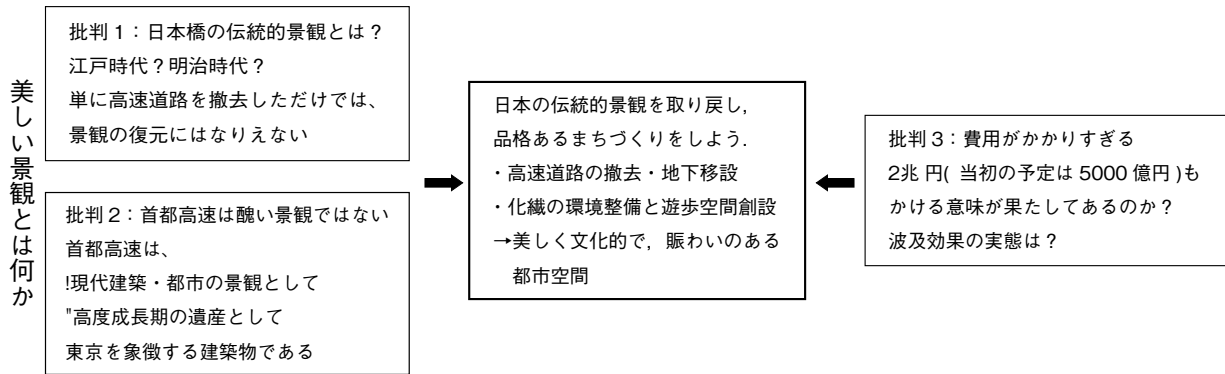 美しい景観とは何か
批判1:日本橋の伝統的景観とは?
江戸時代?明治時代?
単に高速道路を撤去しただけでは、
景観の復元にはなりえない
批判2:首都高速は醜い景観ではない
首都高速は、
!現代建築・都市の景観として
"高度成長期の遺産として
東京を象徴する建築物である
日本の伝統的景観を取り戻し,
品格あるまちづくりをしよう.
・高速道路の撤去・地下移設
・化繊の環境整備と遊歩空間創設
→美しく文化的で,賑わいのある
都市空間
批判3:費用がかかりすぎる
2兆 円( 当初の予定は 5000 億円 )も
かける意味が果たしてあるのか?
波及効果の実態は?